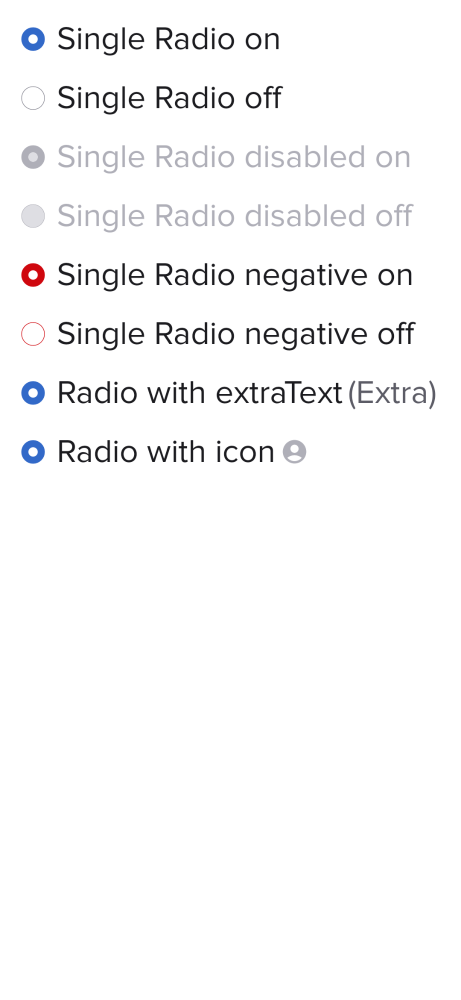 Single Radio on
Single Radio off
Single Radio disabled on
Single Radio disabled off
Single Radio negative on
Single Radio negative off
Radio with extraText (Extra)
Radio with icon